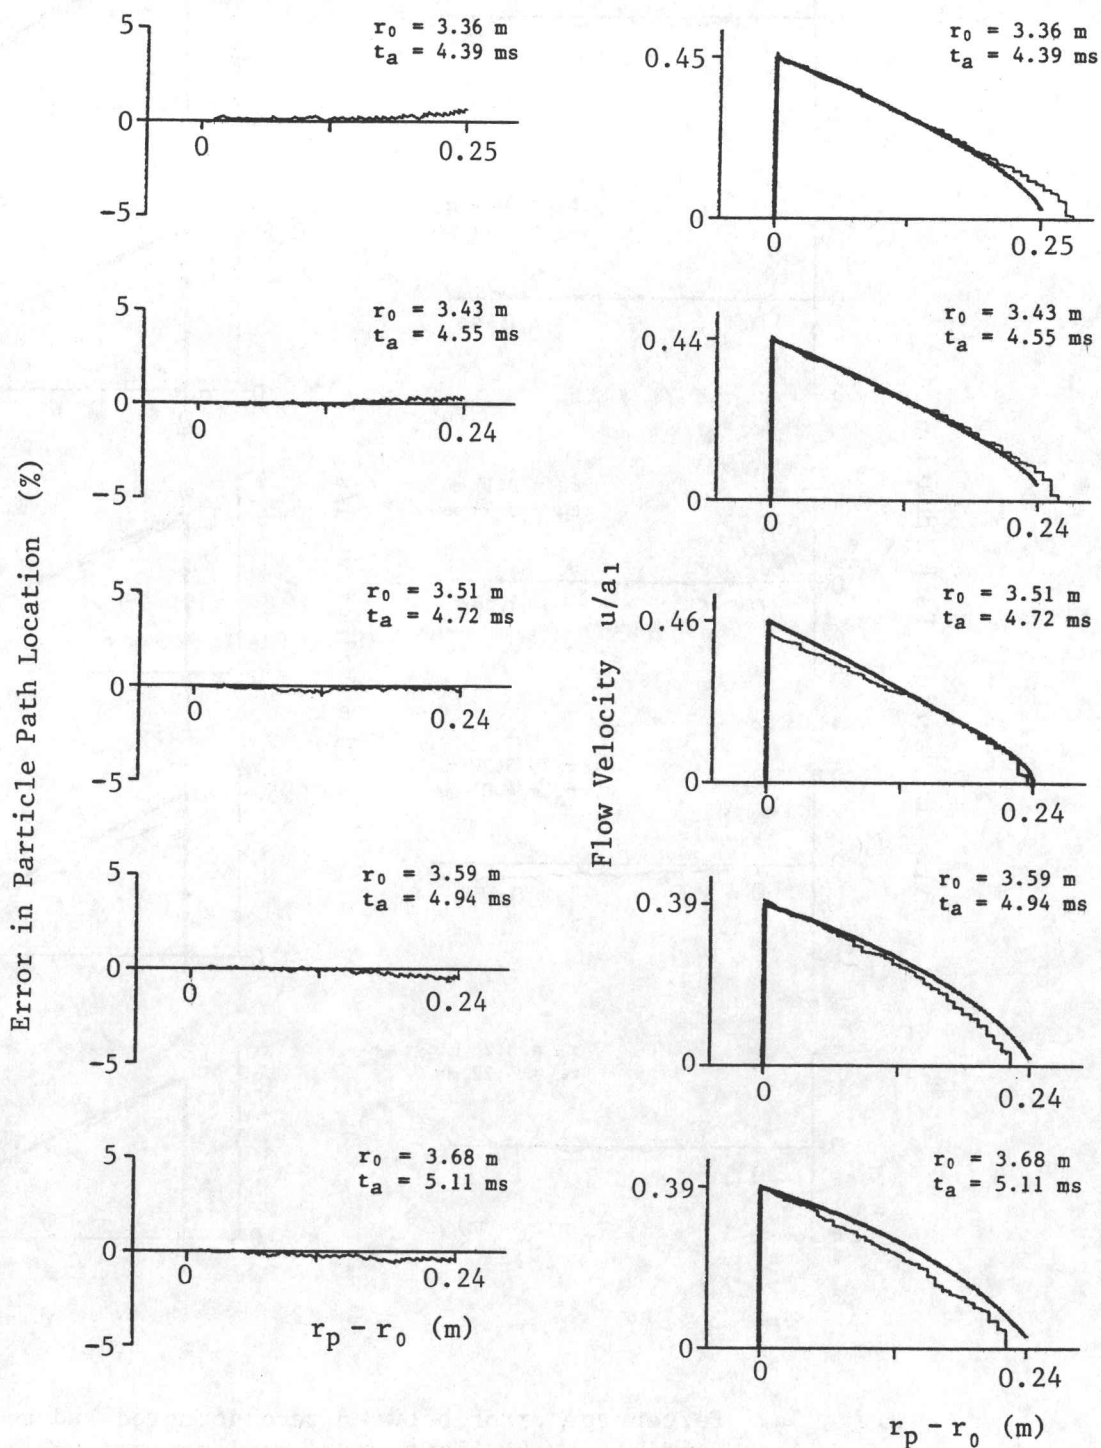 5
0
-5
0
0.25
r₀ = 3.36 m
tₐ = 4.39 ms
0.45
0
0
0.25
r₀ = 3.36 m
tₐ = 4.39 ms
5
0
-5
0
0.24
r₀ = 3.43 m
tₐ = 4.55 ms
0.44
0
0
0.24
r₀ = 3.43 m
tₐ = 4.55 ms
Error in Particle Path Location (%)
5
0
-5
0
0.24
r₀ = 3.51 m
tₐ = 4.72 ms
Flow Velocity u/a₁
0.46
0
0
0.24
r₀ = 3.51 m
tₐ = 4.72 ms
5
0
-5
0
0.24
r₀ = 3.59 m
tₐ = 4.94 ms
0.39
0
0
0.24
r₀ = 3.59 m
tₐ = 4.94 ms
5
0
-5
0
0.24
r₀ = 3.68 m
tₐ = 5.11 ms
rₚ - r₀ (m)
0.39
0
0
0.24
r₀ = 3.68 m
tₐ = 5.11 ms
rₚ - r₀ (m)